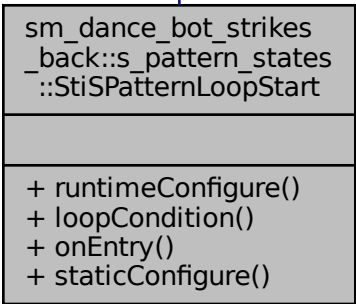 sm_dance_bot_strikes
_back::s_pattern_states
::StiSPatternLoopStart
+ runtimeConfigure()
+ loopCondition()
+ onEntry()
+ staticConfigure()